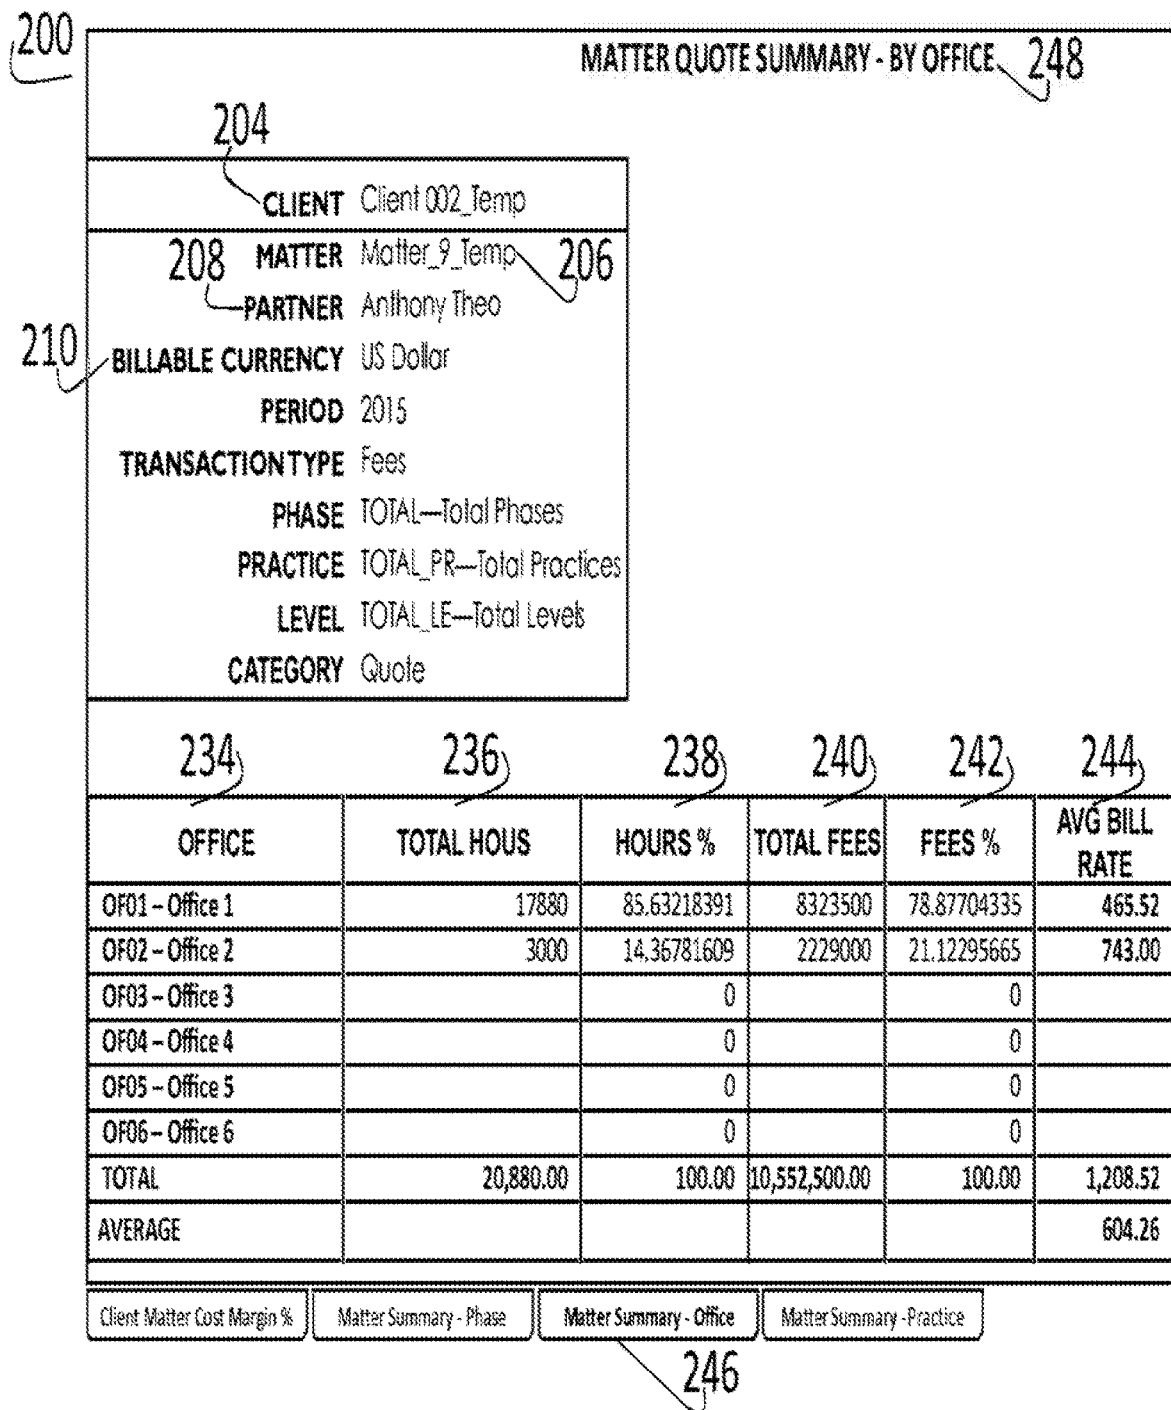 200
MATTER QUOTE SUMMARY - BY OFFICE 248
204
CLIENT Client 002_Temp
208 MATTER Matter_9_Temp 206
PARTNER Anthony Theo
210 BILLABLE CURRENCY US Dollar
PERIOD 2015
TRANSACTION TYPE Fees
PHASE TOTAL—Total Phases
PRACTICE TOTAL_PR—Total Practices
LEVEL TOTAL_LE—Total Levels
CATEGORY Quote
234 236 238 240 242 244
OFFICE TOTAL HOUS HOURS % TOTAL FEES FEES % AVG BILL RATE
OF01 – Office 1 17880 85.63218391 8323500 78.87704335 465.52
OF02 – Office 2 3000 14.36781609 2229000 21.12295665 743.00
OF03 – Office 3 0 0
OF04 – Office 4 0 0
OF05 – Office 5 0 0
OF06 – Office 6 0 0
TOTAL 20,880.00 100.00 10,552,500.00 100.00 1,208.52
AVERAGE 604.26
Client Matter Cost Margin % Matter Summary - Phase Matter Summary - Office Matter Summary - Practice
246